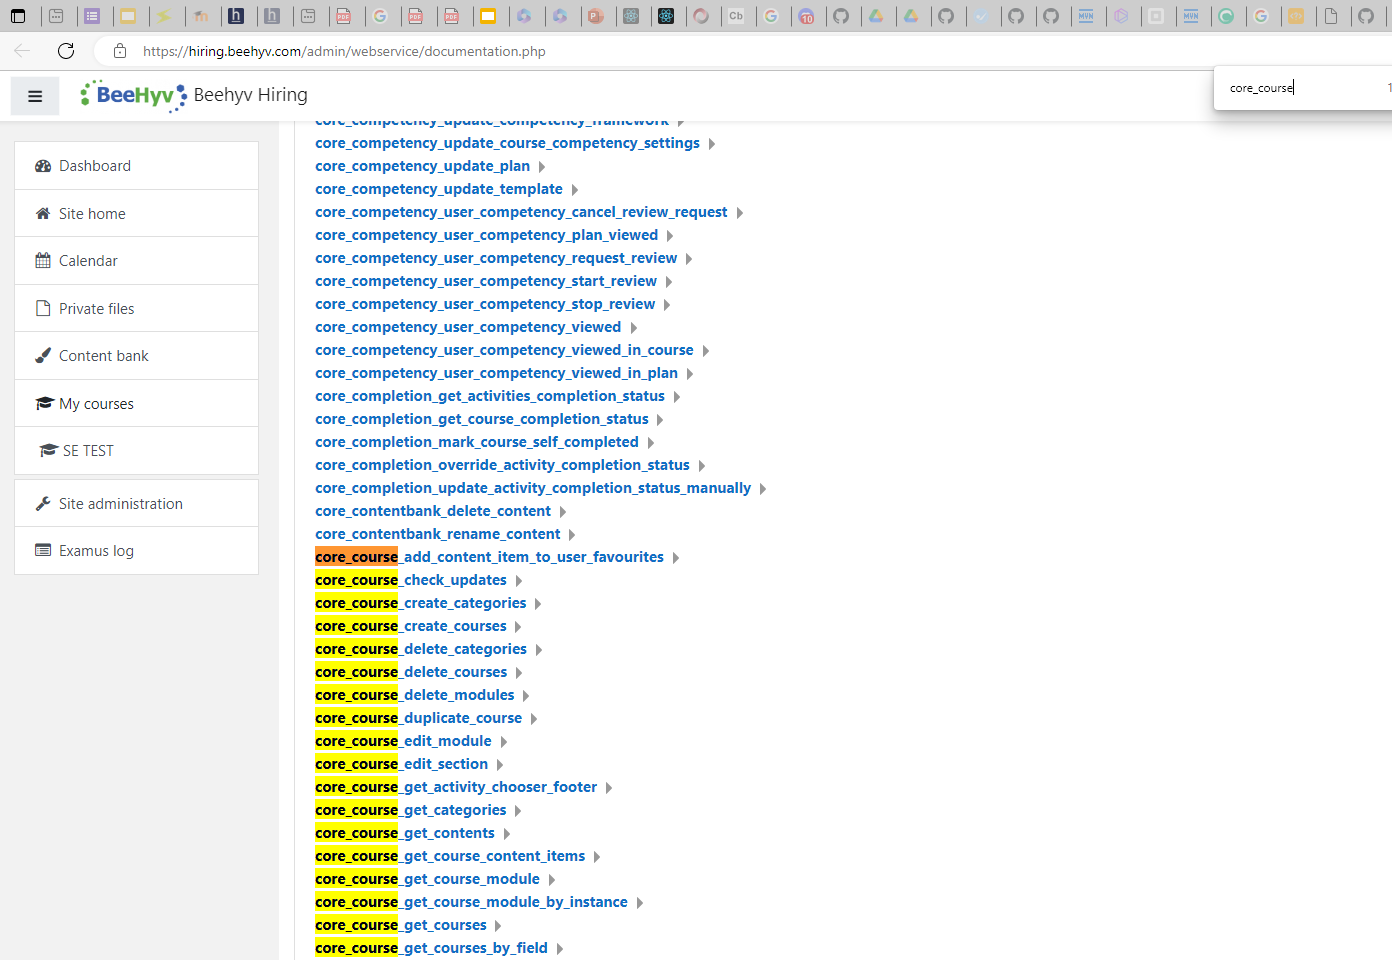 https://hiring.beehyv.com/admin/webservice/documentation.php
core_course
BeeHyv Beehyv Hiring
Dashboard
Site home
Calendar
Private files
Content bank
My courses
SE TEST
Site administration
Examus log
core_competency_update_competency_framework
core_competency_update_course_competency_settings
core_competency_update_plan
core_competency_update_template
core_competency_user_competency_cancel_review_request
core_competency_user_competency_plan_viewed
core_competency_user_competency_request_review
core_competency_user_competency_start_review
core_competency_user_competency_stop_review
core_competency_user_competency_viewed
core_competency_user_competency_viewed_in_course
core_competency_user_competency_viewed_in_plan
core_completion_get_activities_completion_status
core_completion_get_course_completion_status
core_completion_mark_course_self_completed
core_completion_override_activity_completion_status
core_completion_update_activity_completion_status_manually
core_contentbank_delete_content
core_contentbank_rename_content
core_course_add_content_item_to_user_favourites
core_course_check_updates
core_course_create_categories
core_course_create_courses
core_course_delete_categories
core_course_delete_courses
core_course_delete_modules
core_course_duplicate_course
core_course_edit_module
core_course_edit_section
core_course_get_activity_chooser_footer
core_course_get_categories
core_course_get_contents
core_course_get_course_content_items
core_course_get_course_module
core_course_get_course_module_by_instance
core_course_get_courses
core_course_get_courses_by_field